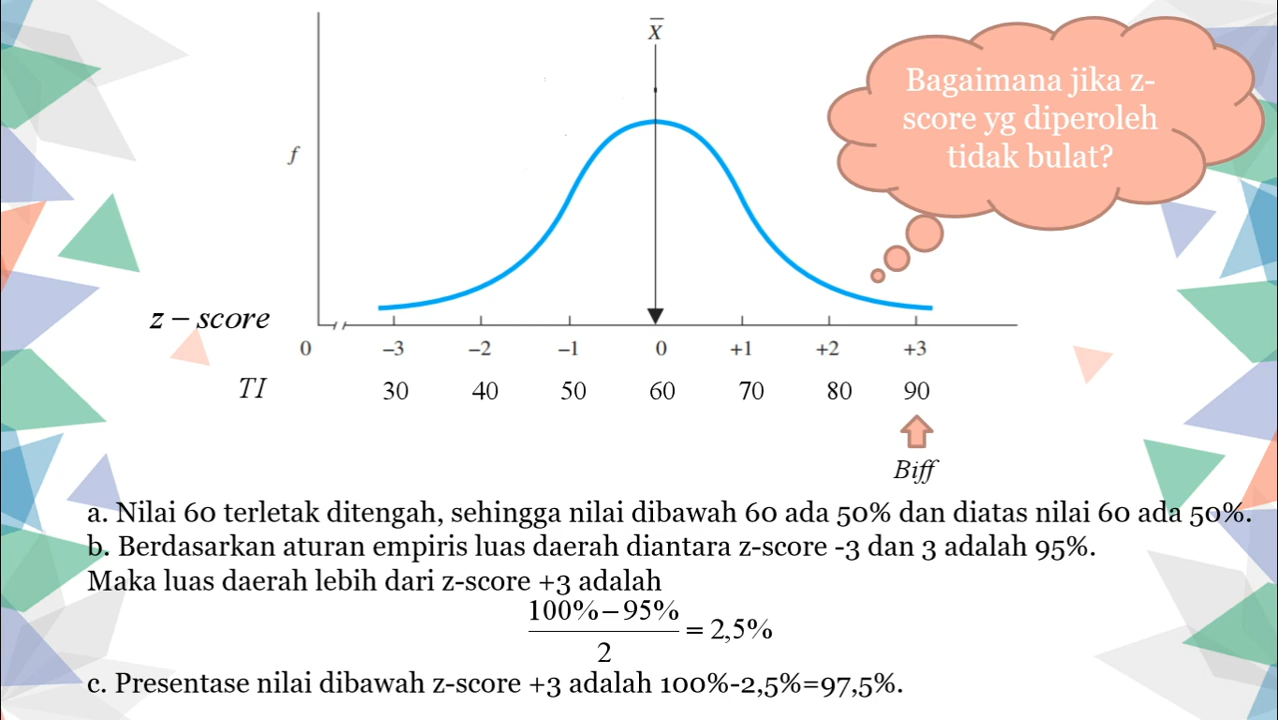 X̅
Bagaimana jika z-
score yg diperoleh
tidak bulat?
f
z – score
0 –3 –2 –1 0 +1 +2 +3
TI 30 40 50 60 70 80 90
Biff
a. Nilai 60 terletak ditengah, sehingga nilai dibawah 60 ada 50% dan diatas nilai 60 ada 50%.
b. Berdasarkan aturan empiris luas daerah diantara z-score -3 dan 3 adalah 95%.
Maka luas daerah lebih dari z-score +3 adalah
100% – 95%
= 2,5%
2
c. Presentase nilai dibawah z-score +3 adalah 100%-2,5%=97,5%.